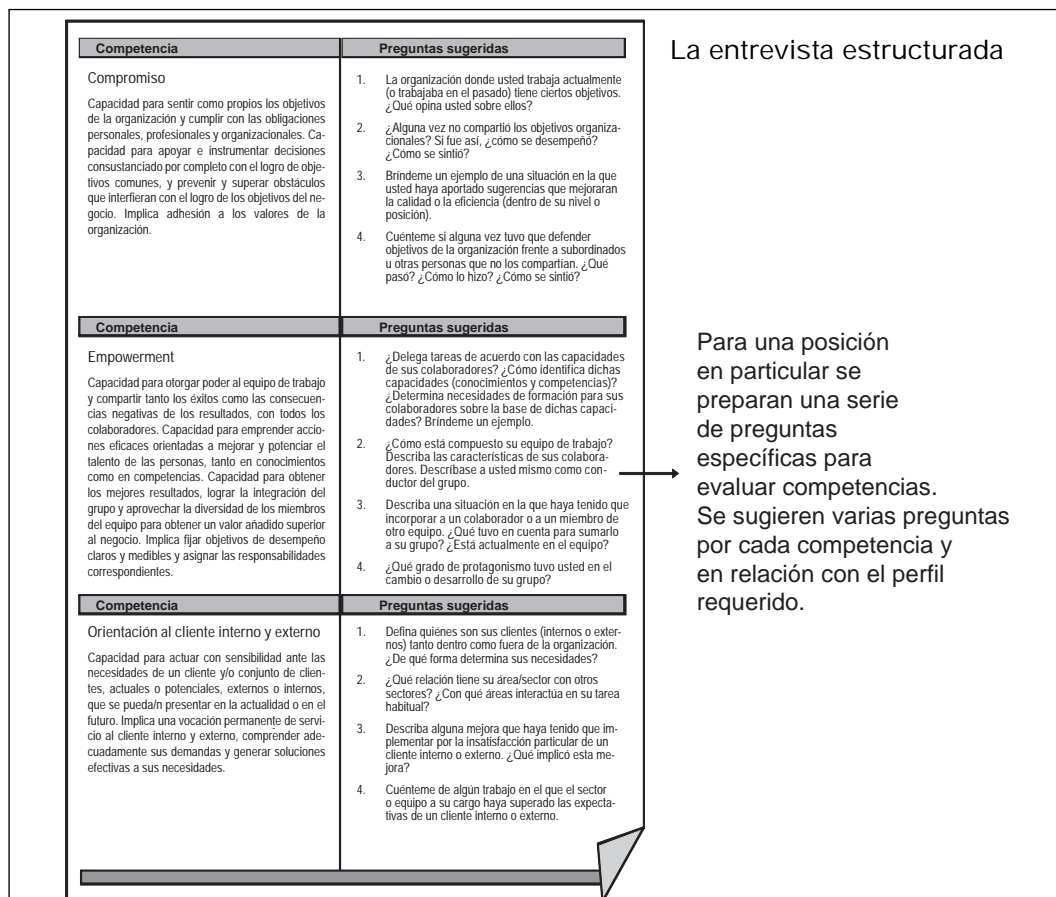 La entrevista estructurada
Competencia
Preguntas sugeridas
Compromiso
Capacidad para sentir como propios los objetivos
de la organización y cumplir con las obligaciones
personales, profesionales y organizacionales. Ca-
pacidad para apoyar e instrumentar decisiones
consustanciado por completo con el logro de obje-
tivos comunes, y prevenir y superar obstáculos
que interfieran con el logro de los objetivos del ne-
gocio. Implica adhesión a los valores de la
organización.
1. La organización donde usted trabaja actualmente
(o trabajaba en el pasado) tiene ciertos objetivos.
¿Qué opina usted sobre ellos?
2. ¿Alguna vez no compartió los objetivos organiza-
cionales? Si fue así, ¿cómo se desempeñó?
¿Cómo se sintió?
3. Bríndeme un ejemplo de una situación en la que
usted haya aportado sugerencias que mejoraran
la calidad o la eficiencia (dentro de su nivel o
posición).
4. Cuénteme si alguna vez tuvo que defender
objetivos de la organización frente a subordinados
u otras personas que no los compartían. ¿Qué
pasó? ¿Cómo lo hizo? ¿Cómo se sintió?
Competencia
Preguntas sugeridas
Empowerment
Capacidad para otorgar poder al equipo de trabajo
y compartir tanto los éxitos como las consecuen-
cias negativas de los resultados, con todos los
colaboradores. Capacidad para emprender accio-
nes eficaces orientadas a mejorar y potenciar el
talento de las personas, tanto en conocimientos
como en competencias. Capacidad para obtener
los mejores resultados, lograr la integración del
grupo y aprovechar la diversidad de los miembros
del equipo para obtener un valor añadido superior
al negocio. Implica fijar objetivos de desempeño
claros y medibles y asignar las responsabilidades
correspondientes.
1. ¿Delega tareas de acuerdo con las capacidades
de sus colaboradores? ¿Cómo identifica dichas
capacidades (conocimientos y competencias)?
¿Determina necesidades de formación para sus
colaboradores sobre la base de dichas capaci-
dades? Bríndeme un ejemplo.
2. ¿Cómo está compuesto su equipo de trabajo?
Describa las características de sus colabora-
dores. Descríbase a usted mismo como con-
ductor del grupo.
3. Describa una situación en la que haya tenido que
incorporar a un colaborador o a un miembro de
otro equipo. ¿Qué tuvo en cuenta para sumarlo
a su grupo? ¿Está actualmente en el equipo?
4. ¿Qué grado de protagonismo tuvo usted en el
cambio o desarrollo de su grupo?
Para una posición
en particular se
preparan una serie
de preguntas
específicas para
evaluar competencias.
Se sugieren varias preguntas
por cada competencia y
en relación con el perfil
requerido.
Competencia
Preguntas sugeridas
Orientación al cliente interno y externo
Capacidad para actuar con sensibilidad ante las
necesidades de un cliente y/o conjunto de clien-
tes, actuales o potenciales, externos o internos,
que se pueda/n presentar en la actualidad o en el
futuro. Implica una vocación permanente de servi-
cio al cliente interno y externo, comprender ade-
cuadamente sus demandas y generar soluciones
efectivas a sus necesidades.
1. Defina quiénes son sus clientes (internos o exter-
nos) tanto dentro como fuera de la organización.
¿De qué forma determina sus necesidades?
2. ¿Qué relación tiene su área/sector con otros
sectores? ¿Con qué áreas interactúa en su tarea
habitual?
3. Describa alguna mejora que haya tenido que im-
plementar por la insatisfacción particular de un
cliente interno o externo. ¿Qué implicó esta me-
jora?
4. Cuénteme de algún trabajo en el que el sector
o equipo a su cargo haya superado las expecta-
tivas de un cliente interno o externo.